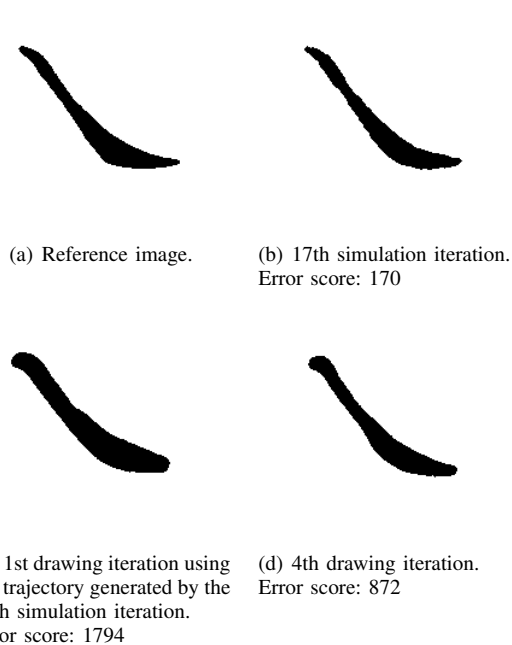 (a) Reference image.
(b) 17th simulation iteration.
Error score: 170
1st drawing iteration using
trajectory generated by the
simulation iteration.
score: 1794
(d) 4th drawing iteration.
Error score: 872